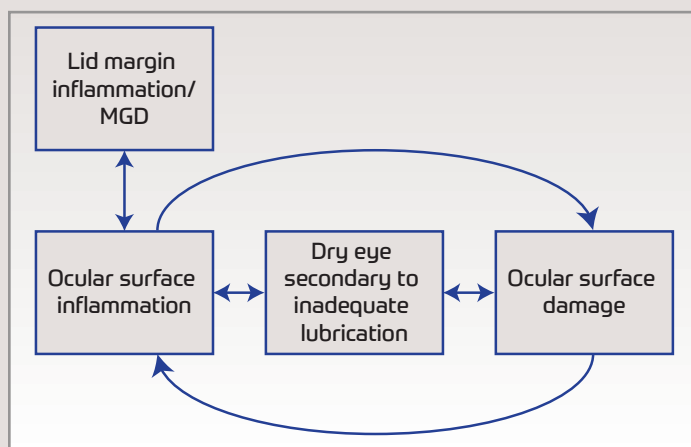 Lid margin
inflammation/
MGD
Ocular surface
inflammation
Dry eye
secondary to
inadequate
lubrication
Ocular surface
damage